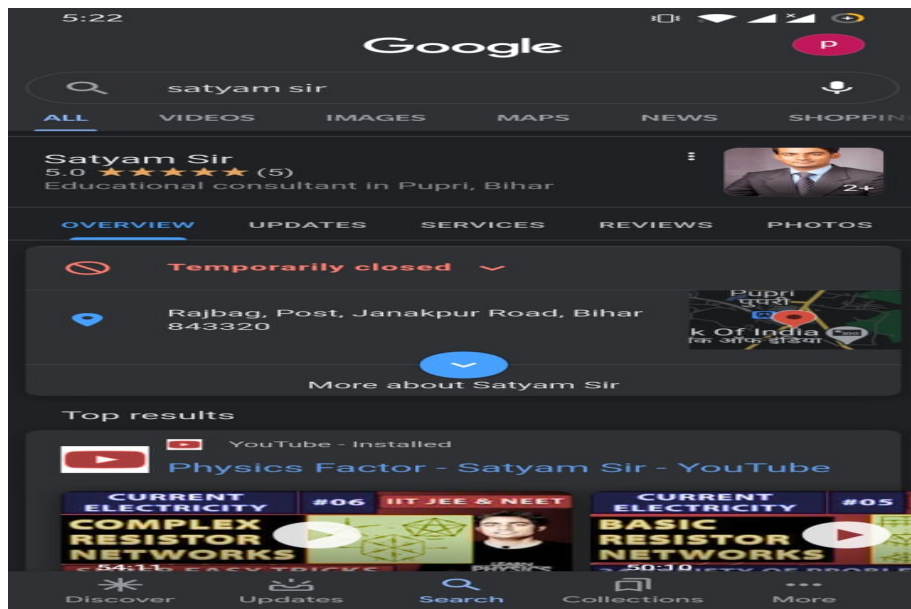 5:22
Google
P
satyam sir
ALL VIDEOS IMAGES MAPS NEWS SHOPPIN
Satyam Sir
5.0 ★★★★★ (5)
Educational consultant in Pupri, Bihar
2+
OVERVIEW UPDATES SERVICES REVIEWS PHOTOS
Temporarily closed
Rajbag, Post, Janakpur Road, Bihar
843320
Pupri
पुपरी
k Of India
आफ इंडिया
More about Satyam Sir
Top results
YouTube - Installed
Physics Factor - Satyam Sir - YouTube
CURRENT
ELECTRICITY #06 IIT JEE & NEET
COMPLEX
RESISTOR
NETWORKS
54:11
CURRENT
ELECTRICITY #05
BASIC
RESISTOR
NETWORKS
50:10
Discover Updates Search Collections More